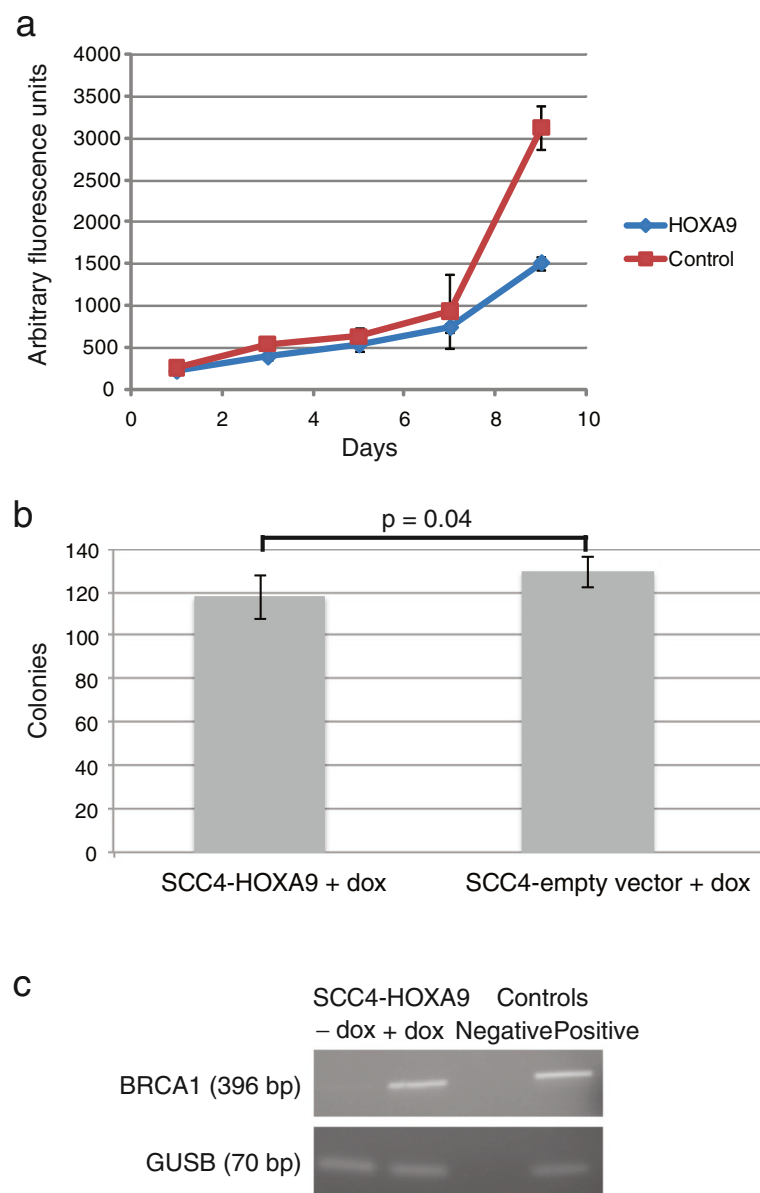 a
Arbitrary fluorescence units
4000
3500
3000
2500
2000
1500
1000
500
0
0 2 4 6 8 10
Days
HOXA9
Control
b
p = 0.04
Colonies
140
120
100
80
60
40
20
0
SCC4-HOXA9 + dox SCC4-empty vector + dox
c
SCC4-HOXA9 Controls
– dox + dox Negative Positive
BRCA1 (396 bp)
GUSB (70 bp)